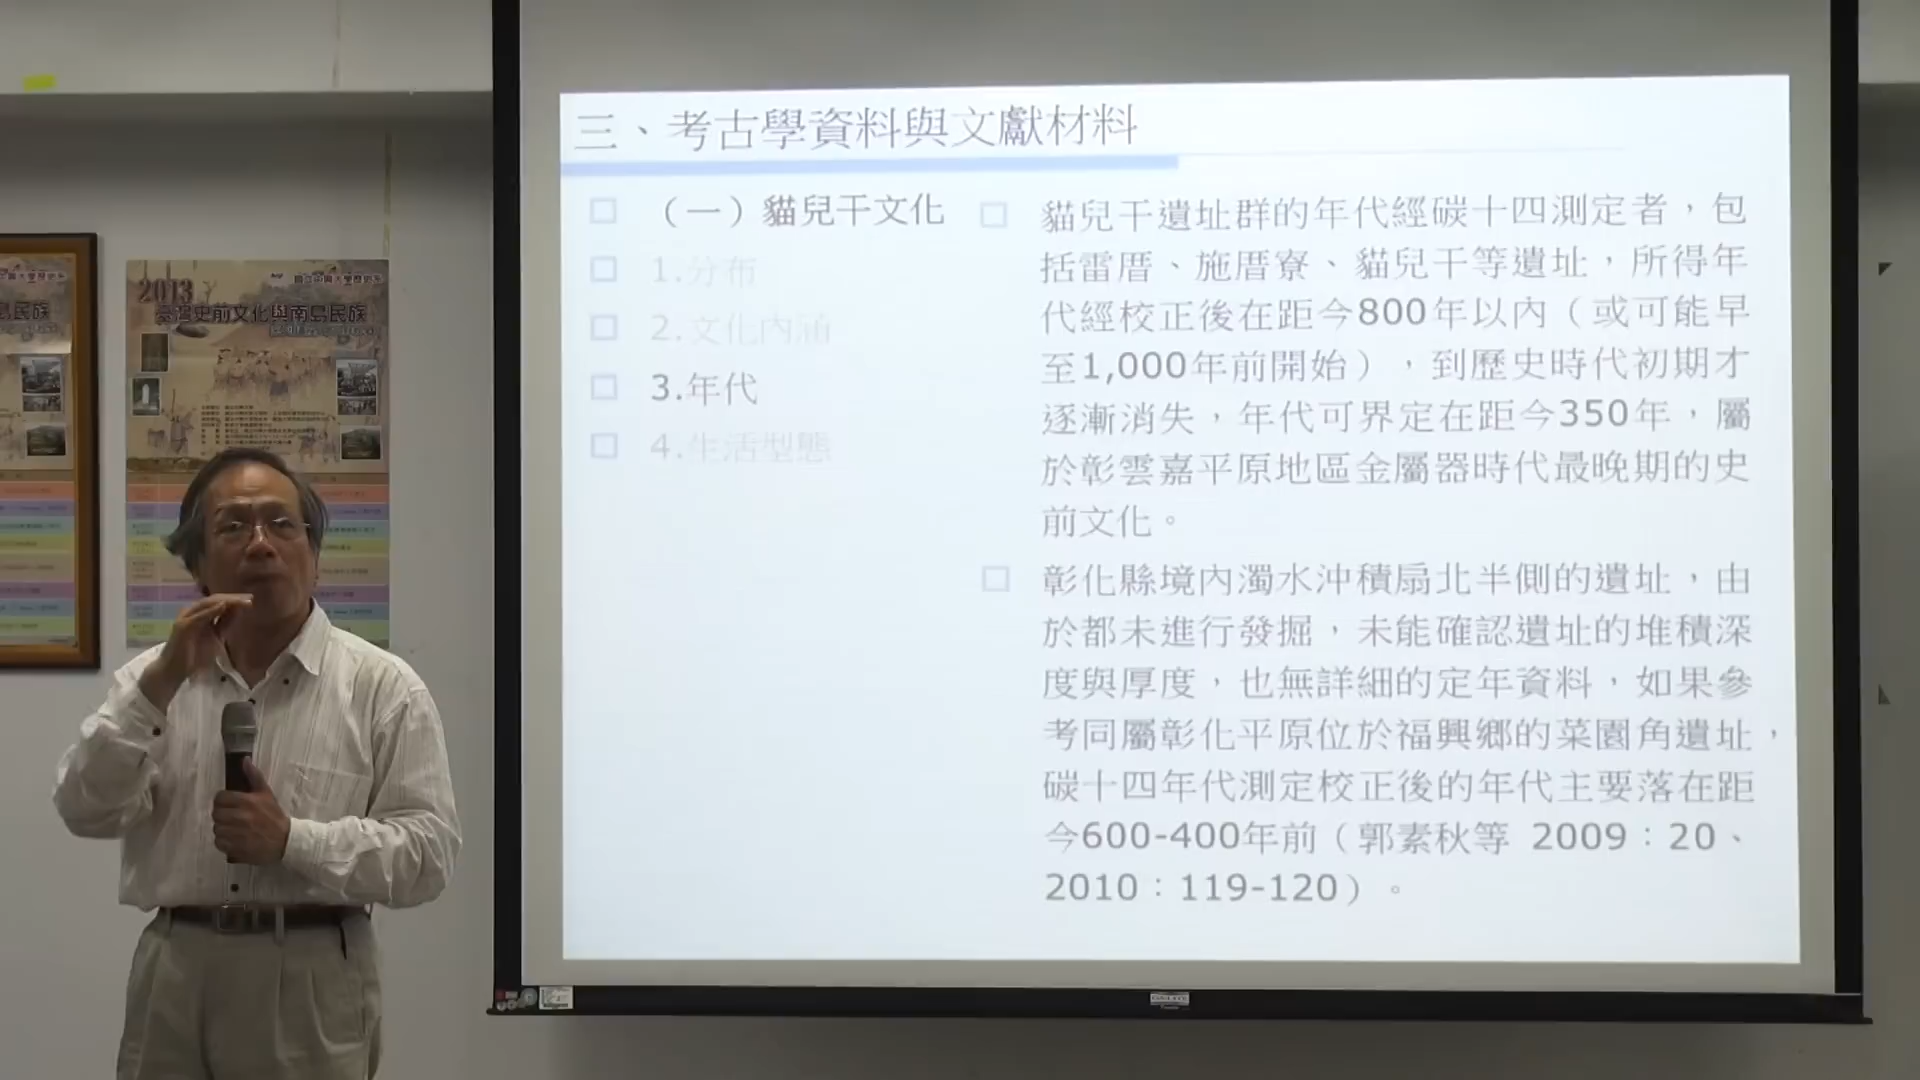 三、考古學資料與文獻材料
（一）貓兒干文化
1.分布
2.文化內涵
3.年代
4.生活型態
貓兒干遺址群的年代經碳十四測定者，包
括雷厝、施厝寮、貓兒干等遺址，所得年
代經校正後在距今800年以內（或可能早
至1,000年前開始），到歷史時代初期才
逐漸消失，年代可界定在距今350年，屬
於彰雲嘉平原地區金屬器時代最晚期的史
前文化。
彰化縣境內濁水沖積扇北半側的遺址，由
於都未進行發掘，未能確認遺址的堆積深
度與厚度，也無詳細的定年資料，如果參
考同屬彰化平原位於福興鄉的菜園角遺址，
碳十四年代測定校正後的年代主要落在距
今600-400年前（郭素秋等 2009：20、
2010：119-120）。
2013
臺灣史前文化與南島民族
島民族